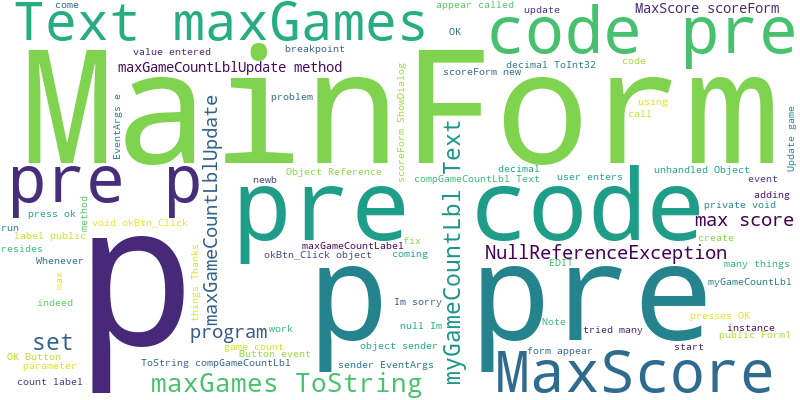 come
appear called
update
MaxScore scoreForm
Text maxGames
OK
code pre
value entered
breakpoint
maxGameCountLblUpdate method
decimal ToInt32
code
scoreForm new
MainForm
EventArgs e
problem
using
call
maxGameCountLblUpdate
scoreForm ShowDialog
myGameCountLbl Text
Update game
pre p
Object Reference
decimal
unhandled Object
newb
compGameCountLbl Text
user enters
event
pre code
adding
private void
press ok
method
void okBtn_Click
max score
run
label public
p
create
maxGameCountLabel
fix
resides
things Thanks
okBtn_Click object
coming
NullReferenceException
Whenever
p pre
EDIT
many things
max
myGameCountLbl
indeed
Im sorry
presses OK
Note
set
program
work
null Im
tried many
instance
public Form1
game count
object sender
start
OK Button
Button event
form appear
parameter
ToString compGameCountLbl
sender EventArgs
MaxScore
count label
maxGames ToString